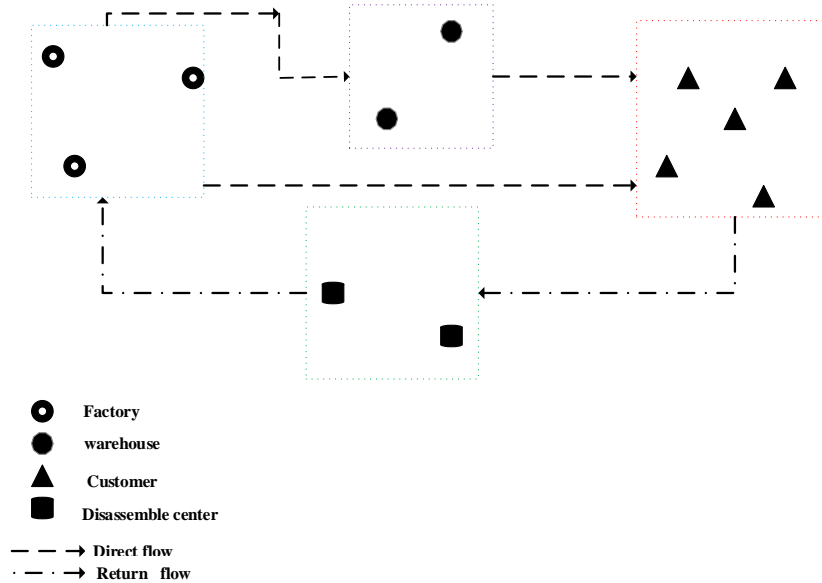 Factory
warehouse
Customer
Disassemble center
Direct flow
Return flow